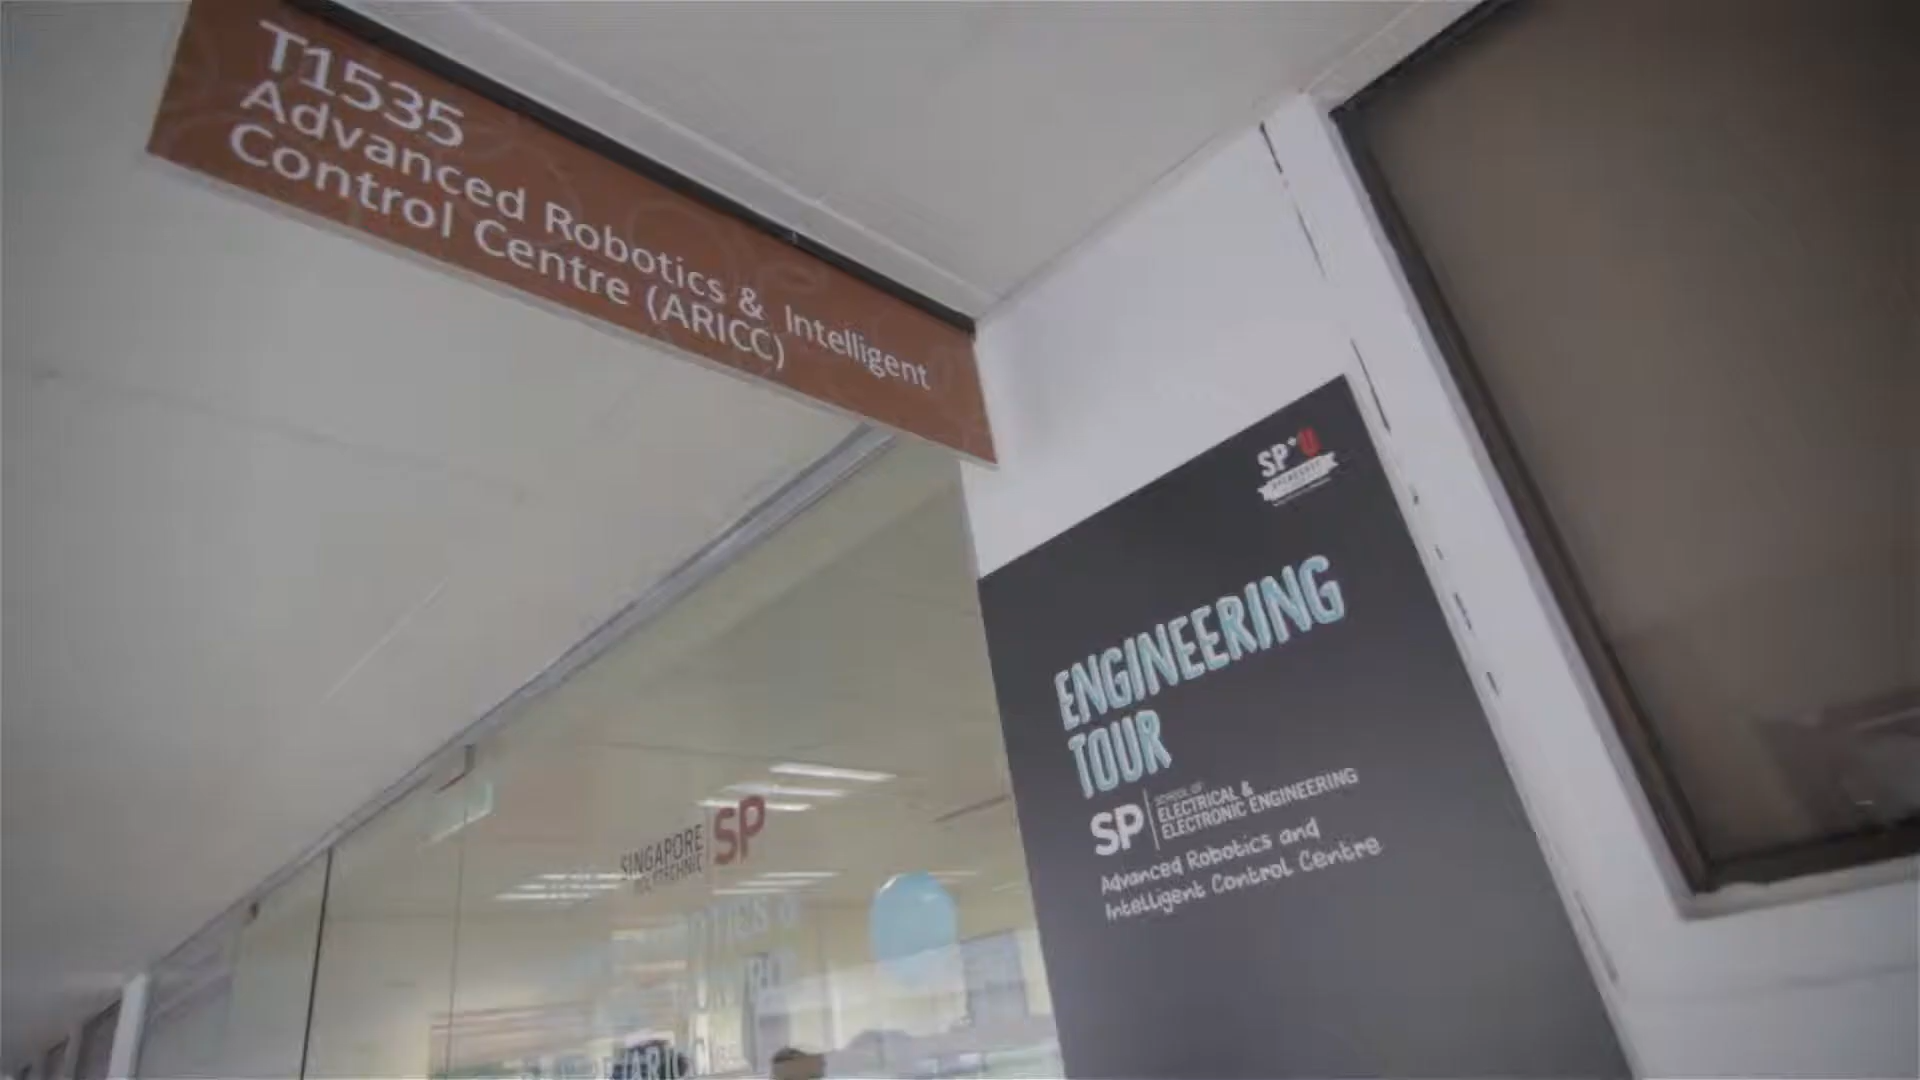 T1535
Advanced Robotics & Intelligent
Control Centre (ARICC)
SP+U
ENGINEERING
TOUR
SP
SCHOOL OF
ELECTRICAL &
ELECTRONIC ENGINEERING
Advanced Robotics and
Intelligent Control Centre
SINGAPORE
POLYTECHNIC
SP